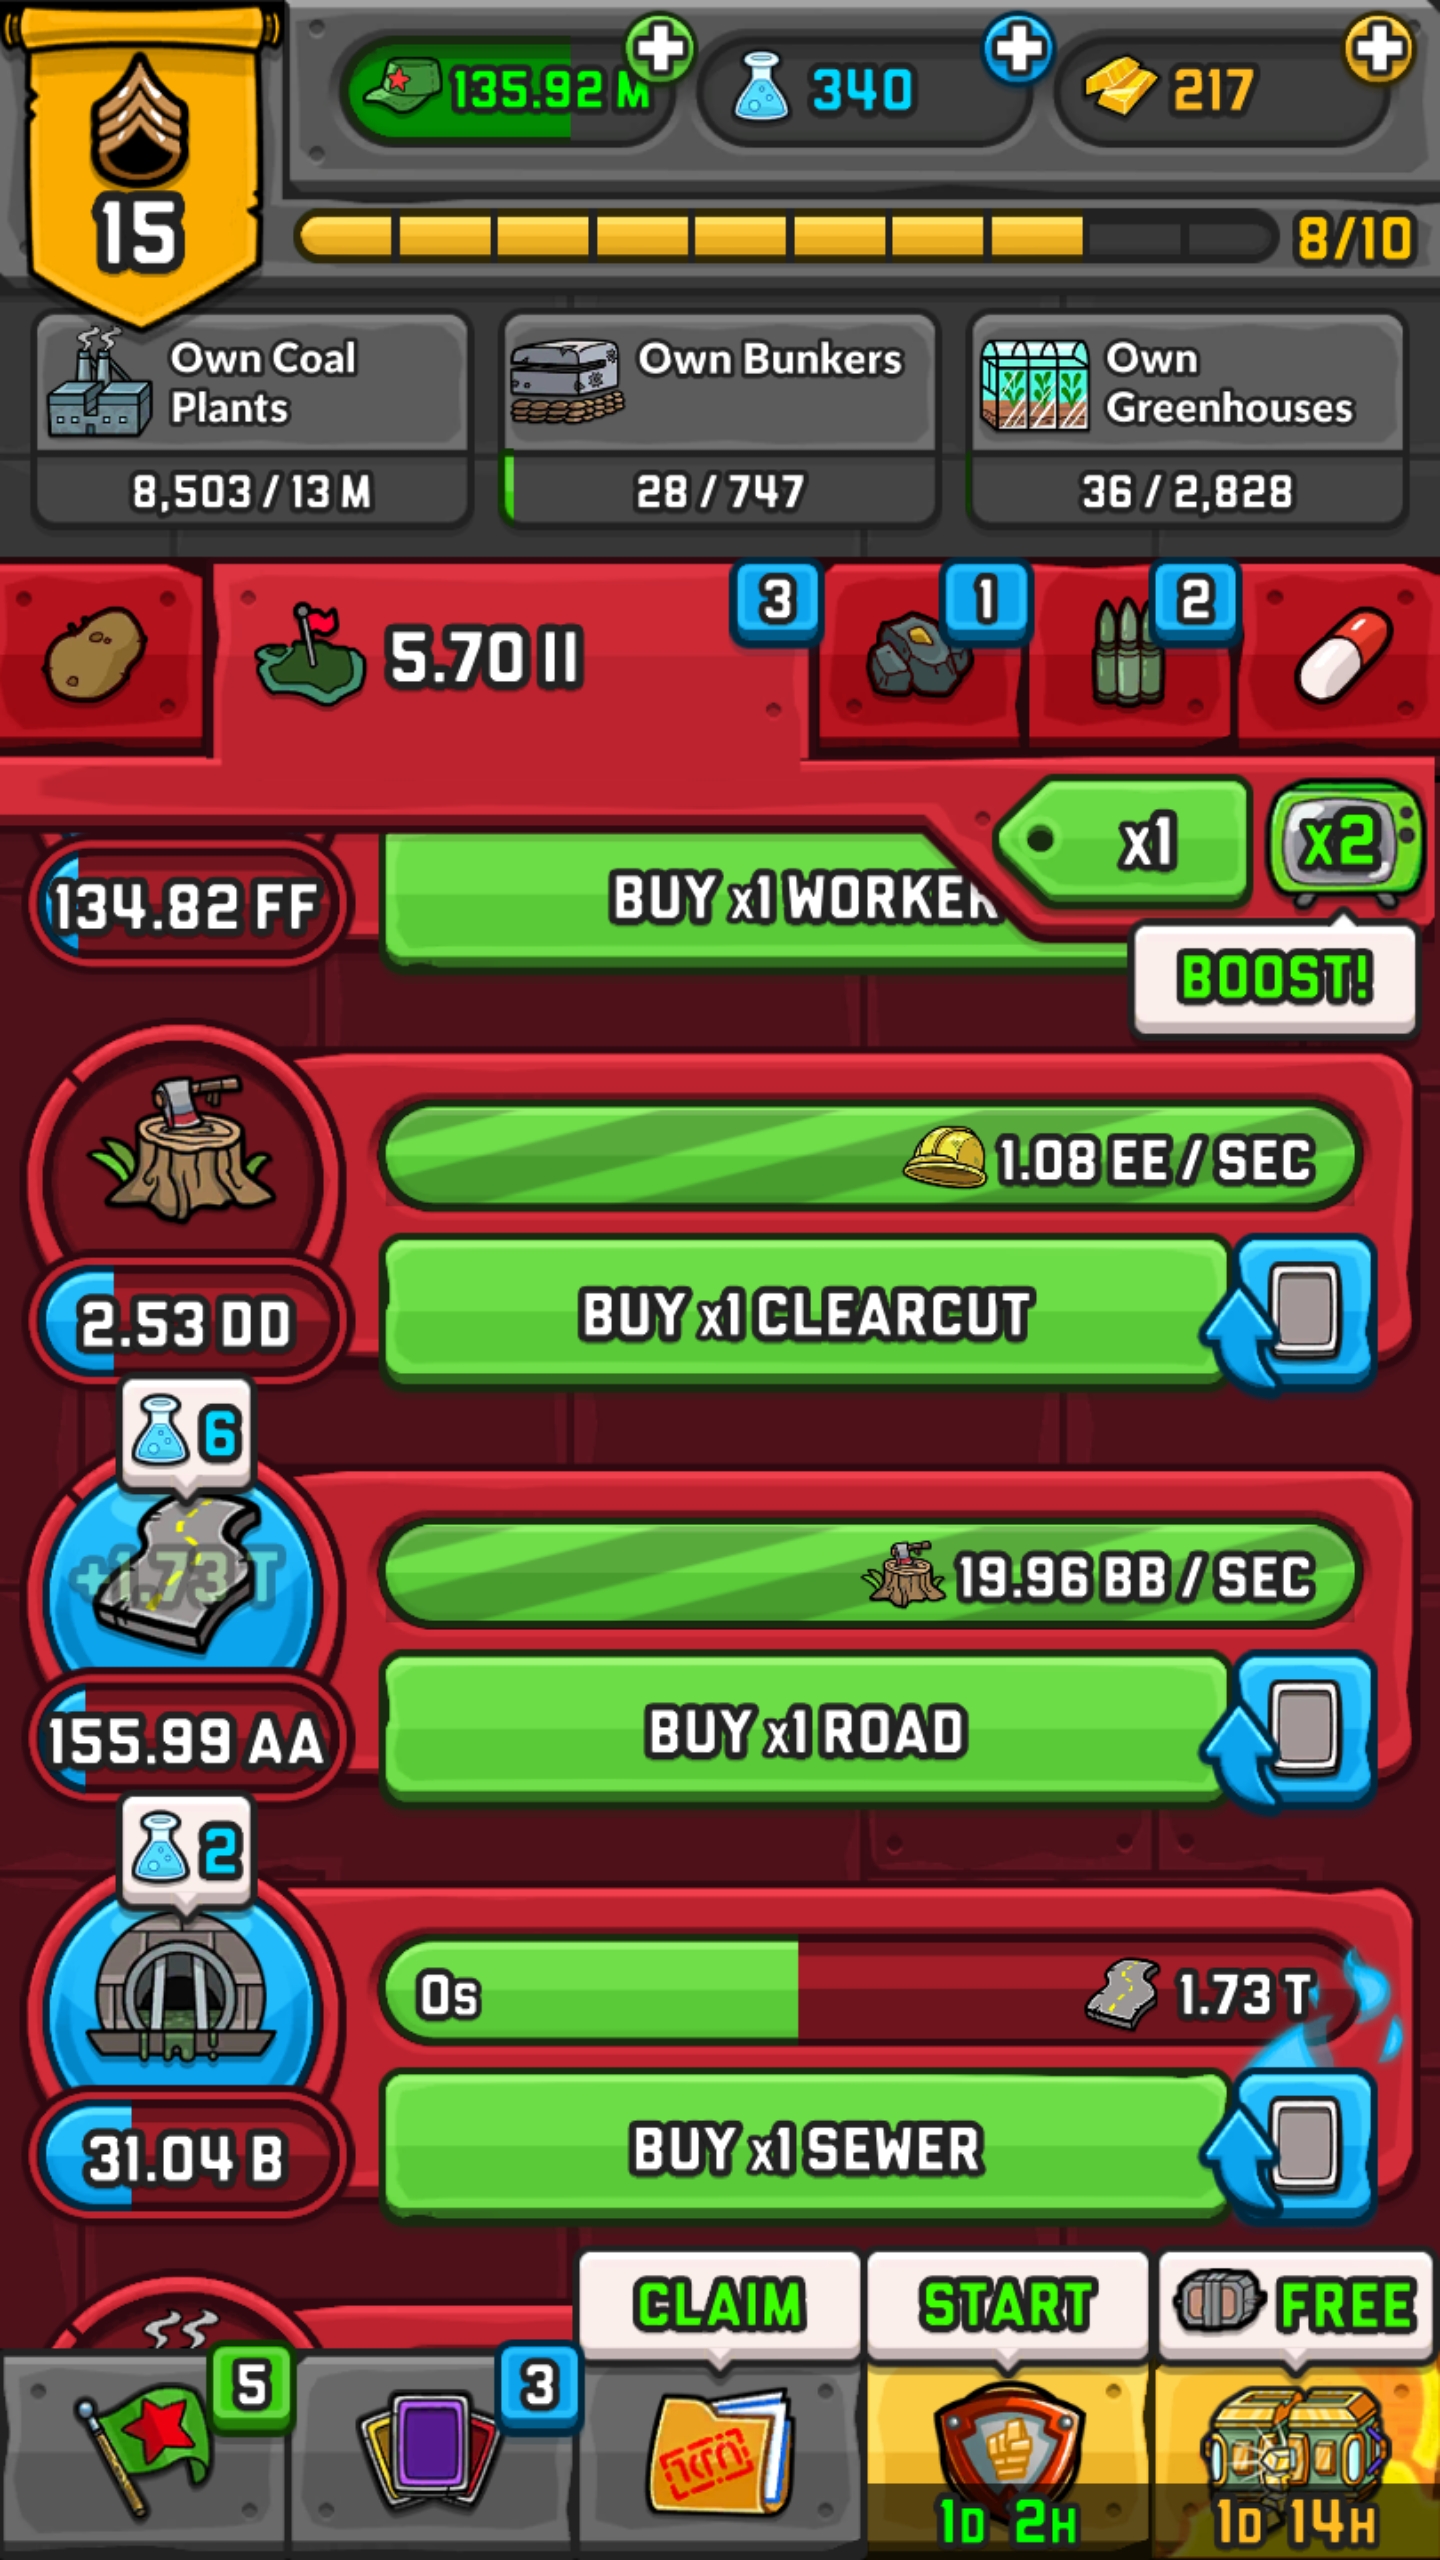 135.92 M
340
217
15
8/10
Own Coal
Plants
8,503 / 13 M
Own Bunkers
28 / 747
Own
Greenhouses
36 / 2,828
5.70 II
3
1
2
x1
x2
BOOST!
134.82 FF
BUY x1 WORKER
1.08 EE / SEC
2.53 DD
BUY x1 CLEARCUT
6
+1.73 T
19.96 BB / SEC
155.99 AA
BUY x1 ROAD
2
0s
1.73 T
31.04 B
BUY x1 SEWER
CLAIM
START
FREE
5
3
1D 2H
1D 14H